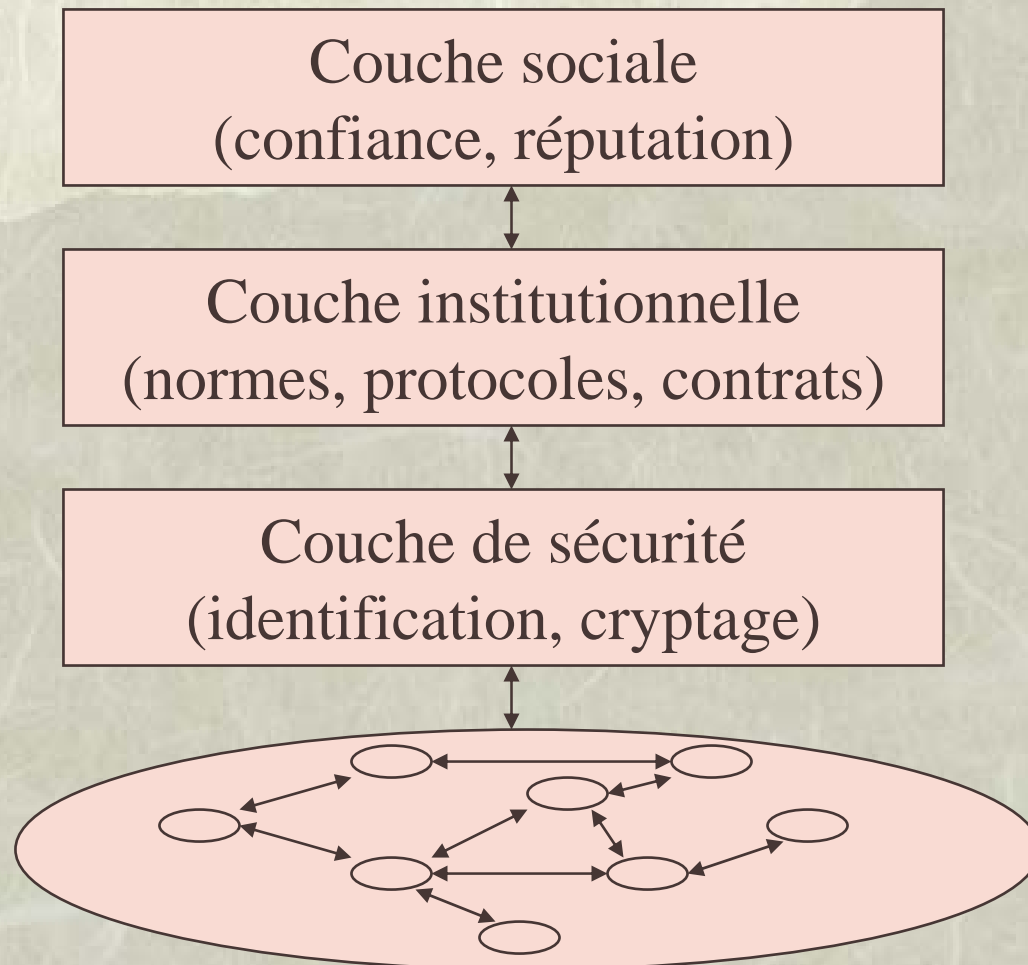 Couche sociale
(confiance, réputation)
Couche institutionnelle
(normes, protocoles, contrats)
Couche de sécurité
(identification, cryptage)